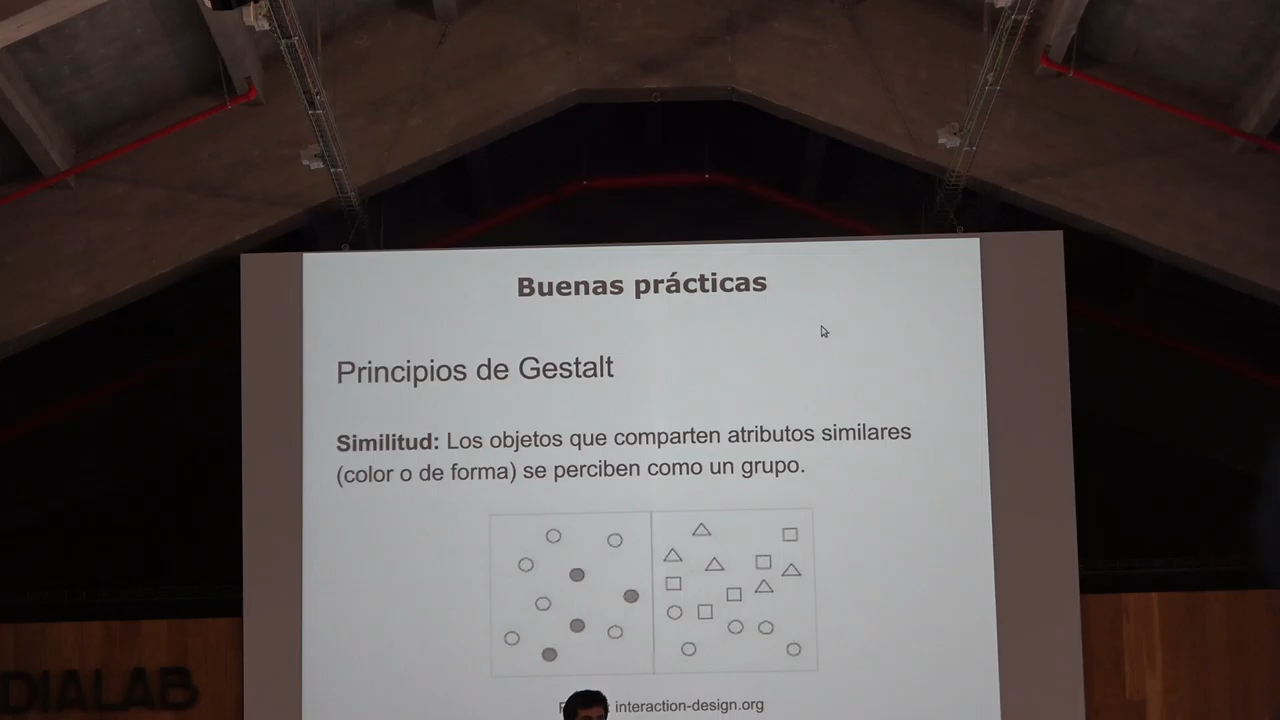 Buenas prácticas
Principios de Gestalt
Similitud: Los objetos que comparten atributos similares
(color o de forma) se perciben como un grupo.
interaction-design.org
DIALAB